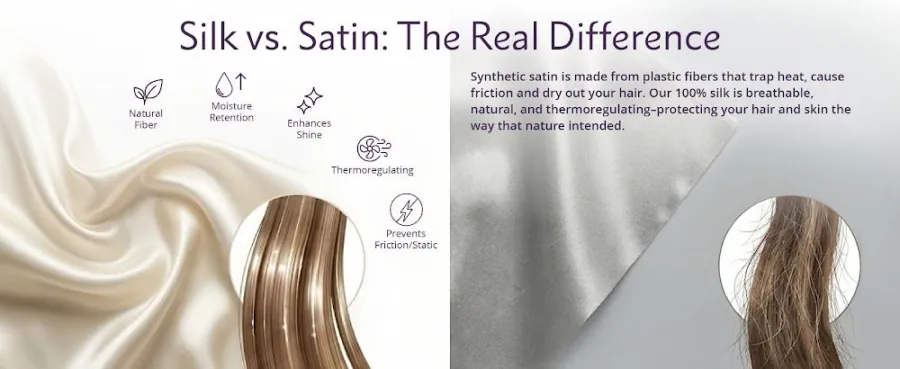 Silk vs. Satin: The Real Difference
Natural
Fiber
Moisture
Retention
Enhances
Shine
Thermoregulating
Prevents
Friction/Static
Synthetic satin is made from plastic fibers that trap heat, cause
friction and dry out your hair. Our 100% silk is breathable,
natural, and thermoregulating–protecting your hair and skin the
way that nature intended.